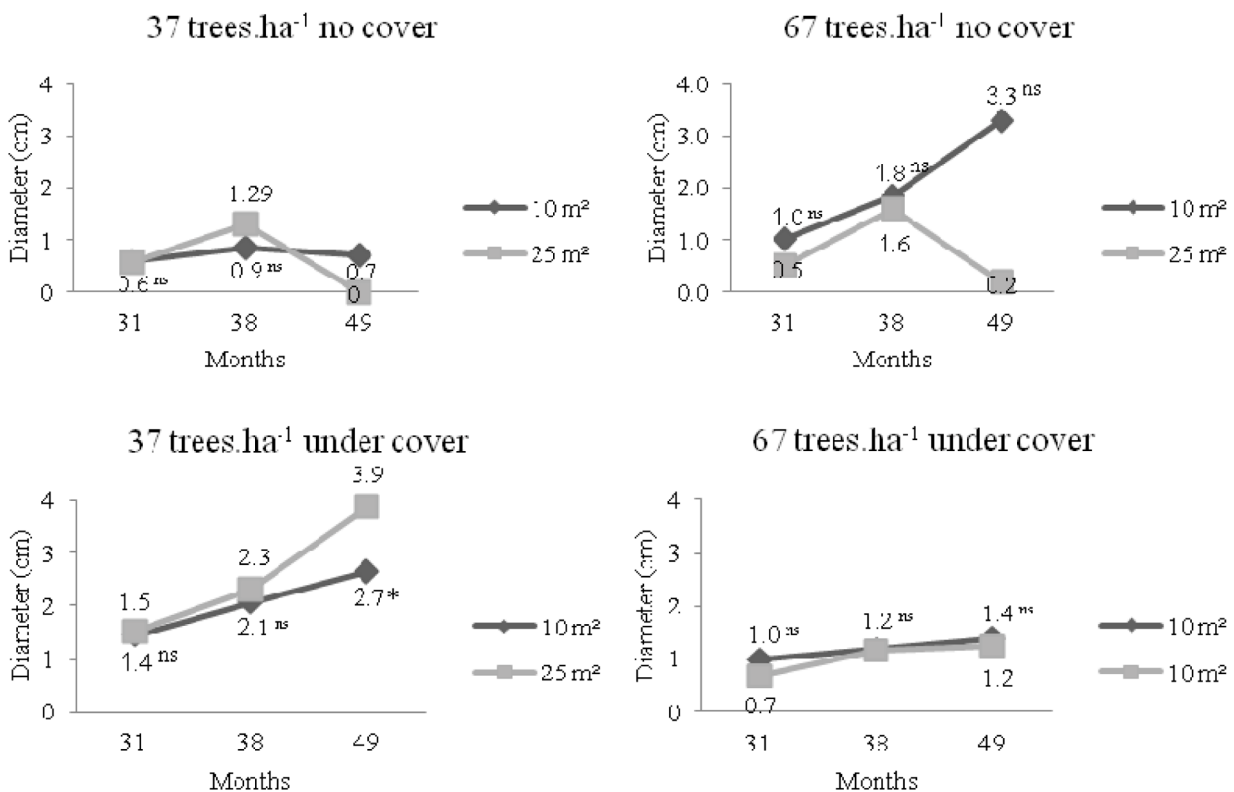 37 trees.ha⁻¹ no cover
4
3
2
1
0
Diameter (cm)
1.29
0.6 ns
0.9 ns
0.7
0
31 38 49
Months
10 m²
25 m²
67 trees.ha⁻¹ no cover
4.0
3.0
2.0
1.0
0.0
Diameter (cm)
3.3 ns
1.8 ns
1.0 ns
1.6
0.5
0.2
31 38 49
Months
10 m²
25 m²
37 trees.ha⁻¹ under cover
4
3
2
1
0
Diameter (cm)
3.9
2.3
1.5
2.7 *
2.1 ns
1.4 ns
31 38 49
Months
10 m²
25 m²
67 trees.ha⁻¹ under cover
4
3
2
1
0
Diameter (cm)
1.0 ns
1.2 ns
1.4 ns
0.7
1.2
31 38 49
Months
10 m²
10 m²